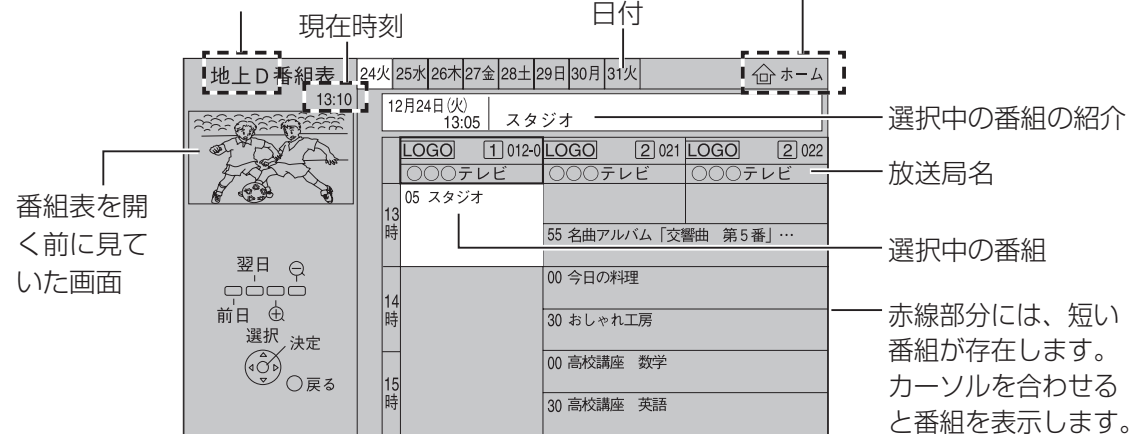 現在時刻
日付
地上D番組表
24火 25水 26木 27金 28土 29日 30月 31火
ホーム
13:10
12月24日(火)
13:05 スタジオ
選択中の番組の紹介
LOGO 1 012-0 LOGO 2 021 LOGO 2 022
○○○テレビ ○○○テレビ ○○○テレビ
放送局名
05 スタジオ
13
時
55 名曲アルバム「交響曲 第5番」…
選択中の番組
番組表を開
く前に見て
いた画面
翌日
前日
選択
決定
戻る
00 今日の料理
14
時
30 おしゃれ工房
00 高校講座 数学
15
時
30 高校講座 英語
赤線部分には、短い
番組が存在します。
カーソルを合わせる
と番組を表示します。